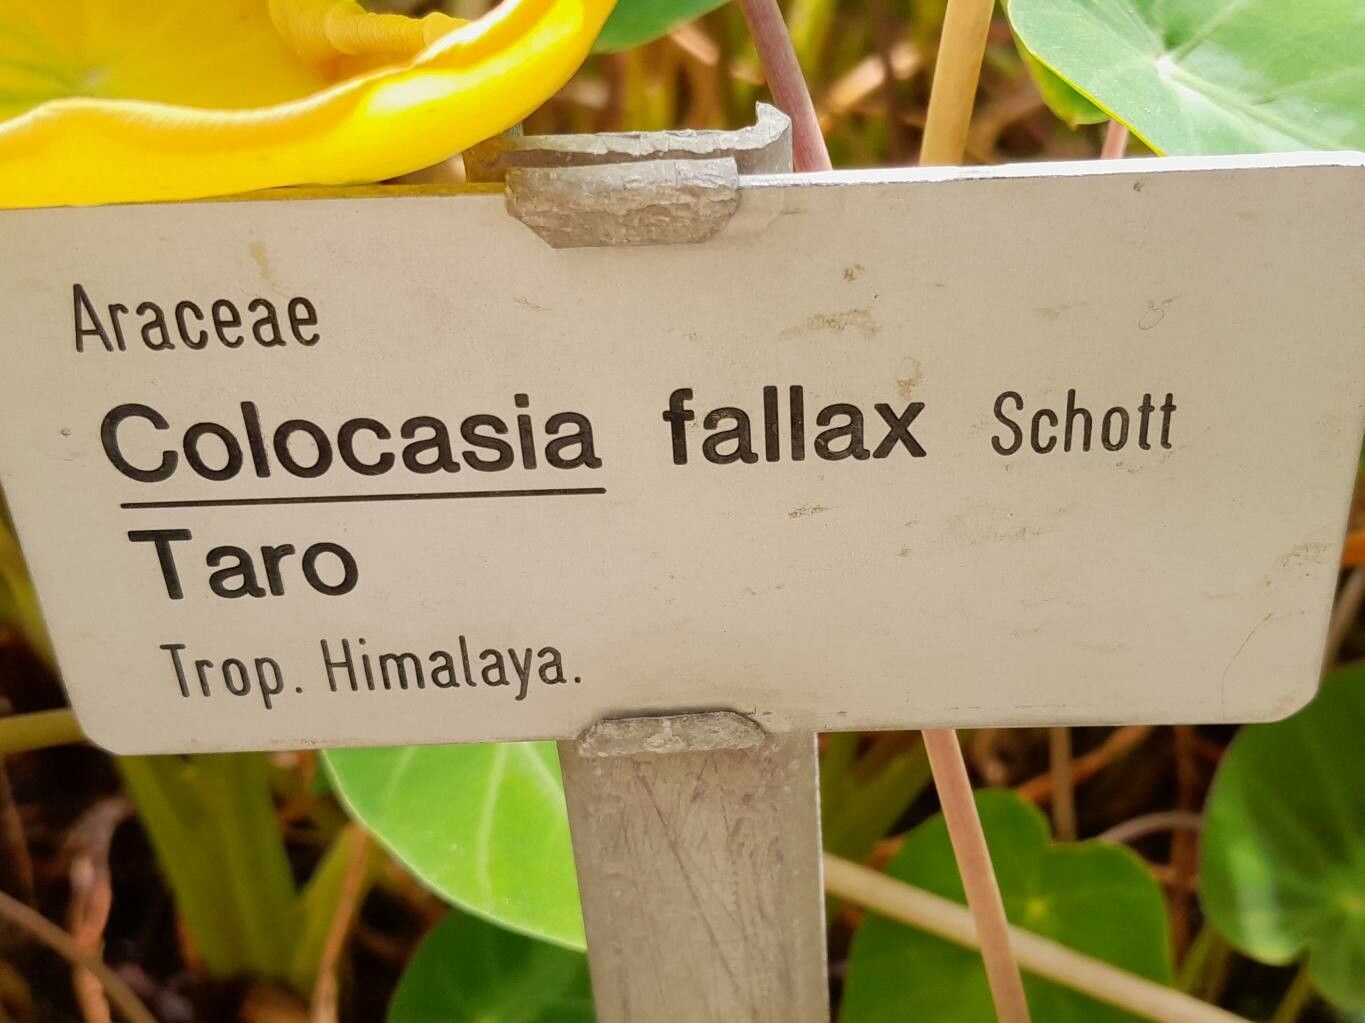 Araceae
Colocasia fallax Schott
Taro
Trop. Himalaya.